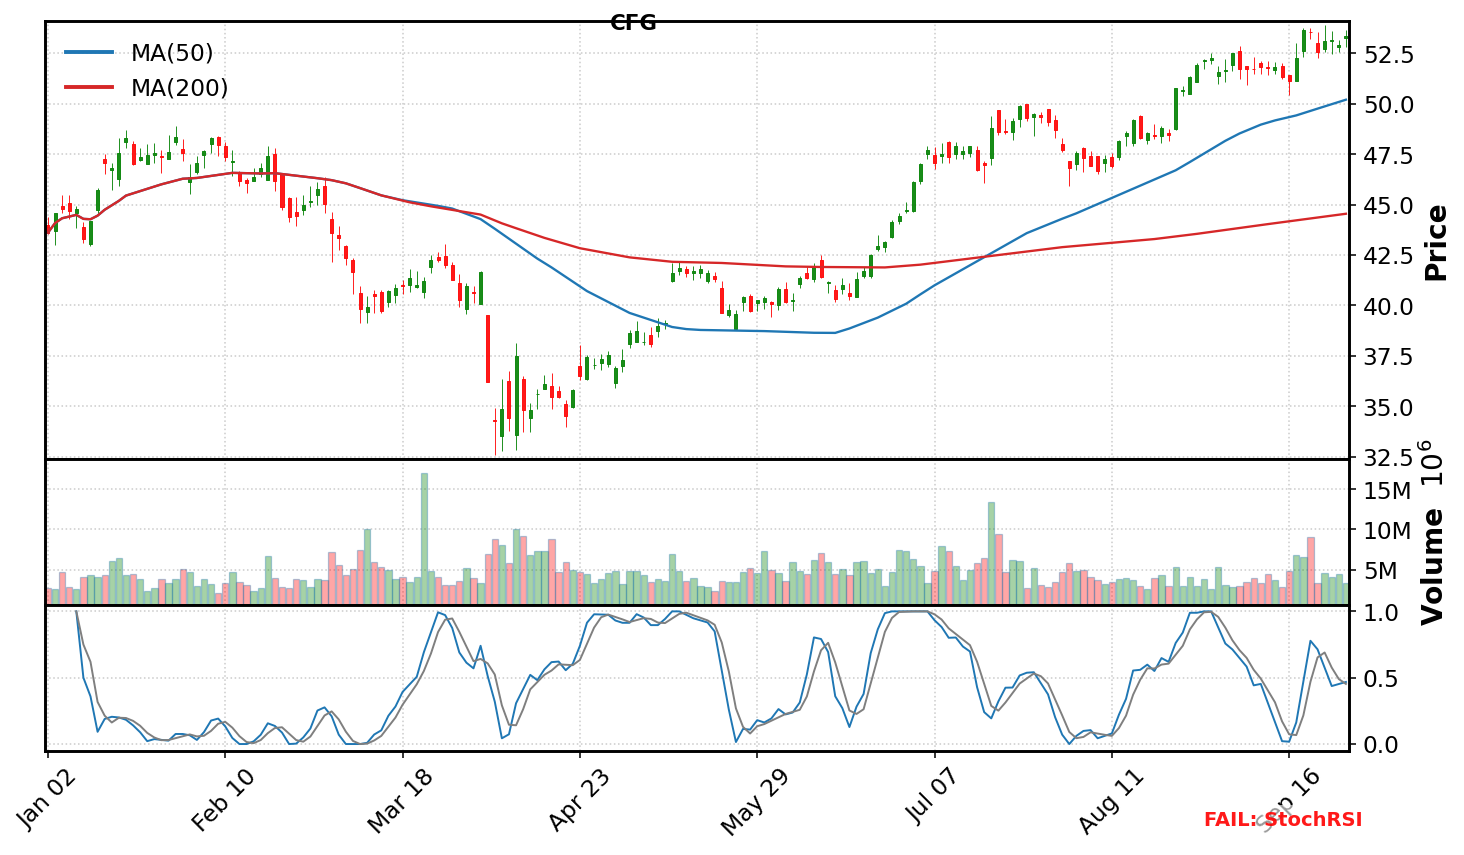 CFG
MA(50)
MA(200)
52.5
50.0
47.5
45.0
42.5
40.0
37.5
35.0
32.5
Price
15M
10M
5M
Volume 10^6
1.0
0.5
0.0
Jan 02
Feb 10
Mar 18
Apr 23
May 29
Jul 07
Aug 11
Sep 16
FAIL: StochRSI